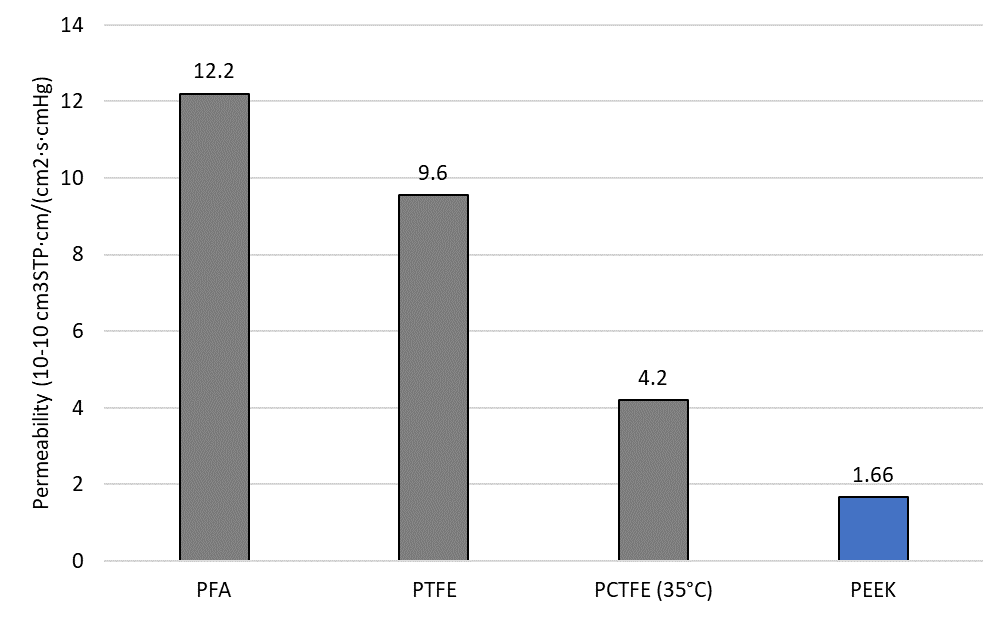 14
12
10
8
6
4
2
0
Permeability (10-10 cm3STP·cm/(cm2·s·cmHg)
12.2
9.6
4.2
1.66
PFA
PTFE
PCTFE (35°C)
PEEK